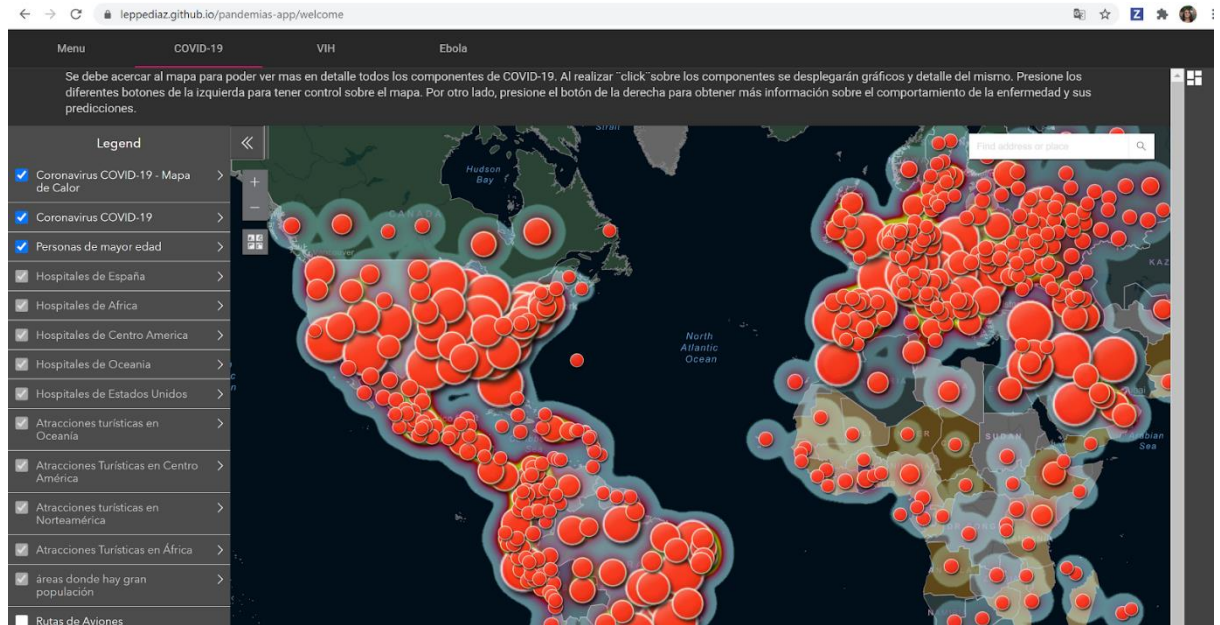 leppediaz.github.io/pandemias-app/welcome
Menu
COVID-19
VIH
Ebola
Se debe acercar al mapa para poder ver mas en detalle todos los componentes de COVID-19. Al realizar ¨click¨sobre los componentes se desplegarán gráficos y detalle del mismo. Presione los
diferentes botones de la izquierda para tener control sobre el mapa. Por otro lado, presione el botón de la derecha para obtener más información sobre el comportamiento de la enfermedad y sus
predicciones.
Legend
Coronavirus COVID-19 - Mapa
de Calor
Coronavirus COVID-19
Personas de mayor edad
Hospitales de España
Hospitales de Africa
Hospitales de Centro America
Hospitales de Oceania
Hospitales de Estados Unidos
Atracciones turísticas en
Oceanía
Atracciones Turísticas en Centro
América
Atracciones turísticas en
Norteamérica
Atracciones Turísticas en África
áreas donde hay gran
populación
Rutas de Aviones
Find address or place
Strait
Hudson
Bay
CANADA
North
Atlantic
Ocean
KAZ
SUDAN
Arabian
Sea